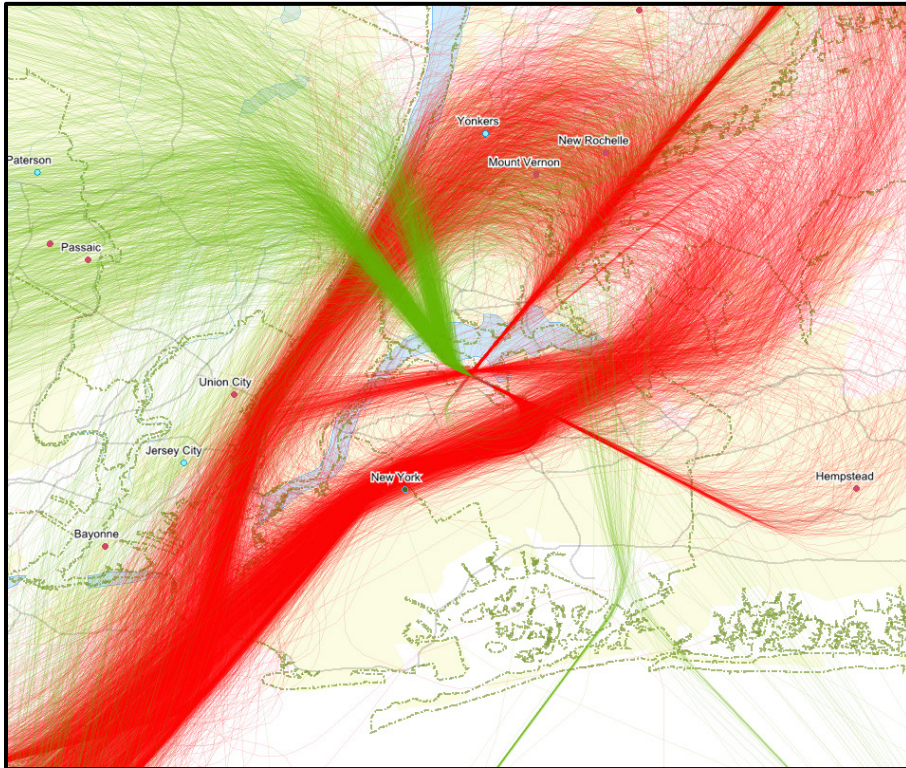 Yonkers
New Rochelle
Paterson
Mount Vernon
Passaic
Union City
Jersey City
New York
Hempstead
Bayonne